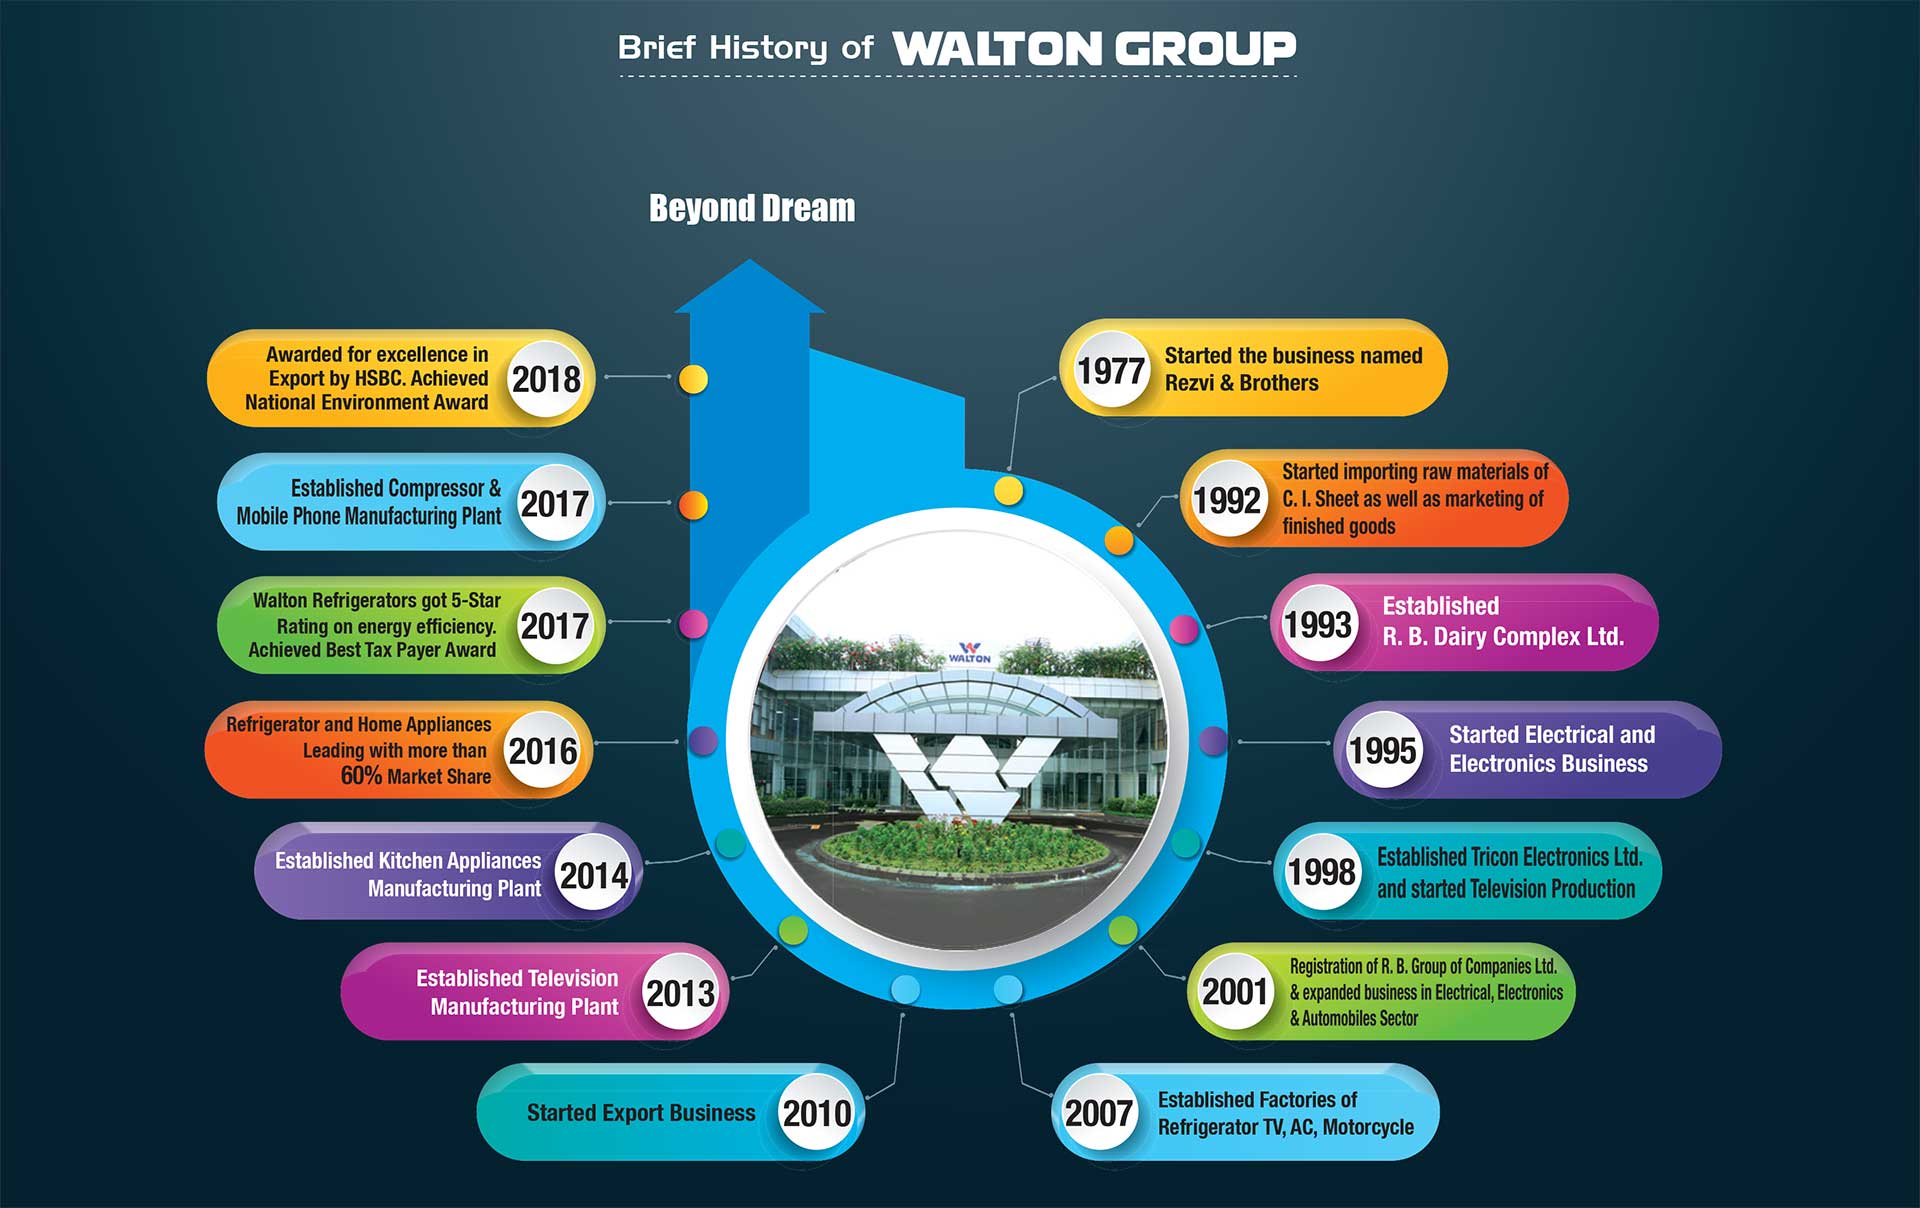 Brief History of WALTON GROUP
Beyond Dream
1977
Started the business named
Rezvi & Brothers
1992
Started importing raw materials of
C. I. Sheet as well as marketing of
finished goods
1993
Established
R. B. Dairy Complex Ltd.
1995
Started Electrical and
Electronics Business
1998
Established Tricon Electronics Ltd.
and started Television Production
2001
Registration of R. B. Group of Companies Ltd.
& expanded business in Electrical, Electronics
& Automobiles Sector
2007
Established Factories of
Refrigerator TV, AC, Motorcycle
Started Export Business
2010
Established Television
Manufacturing Plant
2013
Established Kitchen Appliances
Manufacturing Plant
2014
Refrigerator and Home Appliances
Leading with more than
60% Market Share
2016
Walton Refrigerators got 5-Star
Rating on energy efficiency.
Achieved Best Tax Payer Award
2017
Established Compressor &
Mobile Phone Manufacturing Plant
2017
Awarded for excellence in
Export by HSBC. Achieved
National Environment Award
2018
WALTON